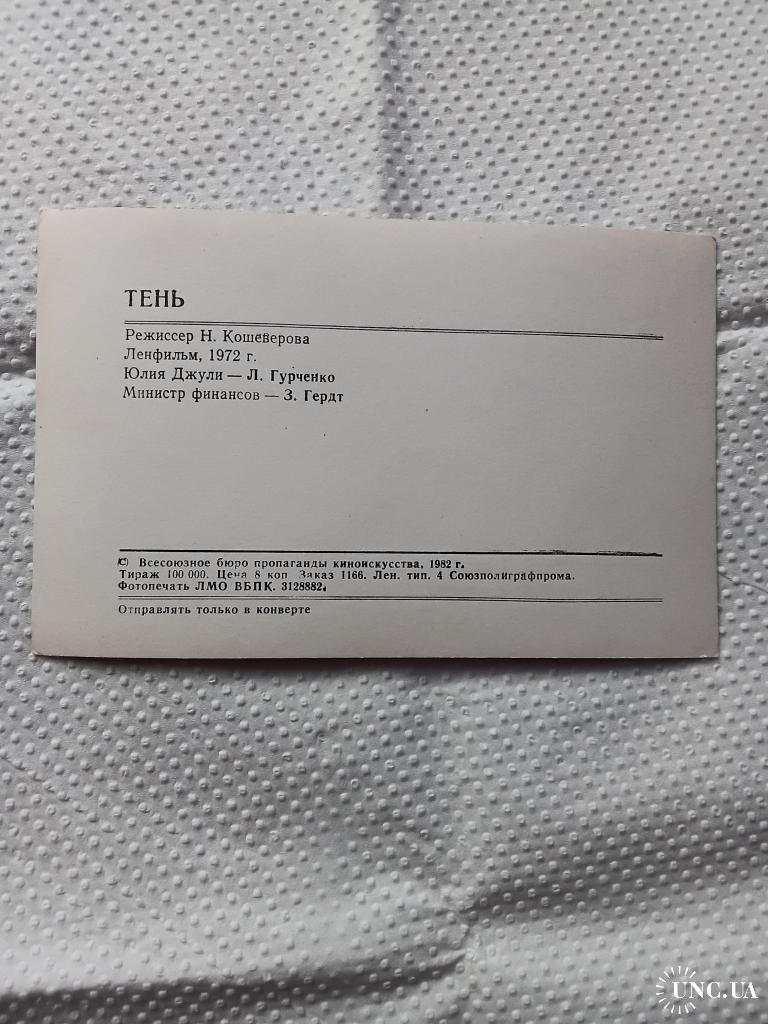 ТЕНЬ
Режиссер Н. Кошеверова
Ленфильм, 1972 г.
Юлия Джули — Л. Гурченко
Министр финансов — З. Гердт
© Всесоюзное бюро пропаганды киноискусства, 1982 г.
Тираж 100 000. Цена 8 коп Заказ 1166. Лен. тип. 4 Союзполиграфпрома.
Фотопечать ЛМО ВБПК. 3128882.
Отправлять только в конверте
UNC.UA